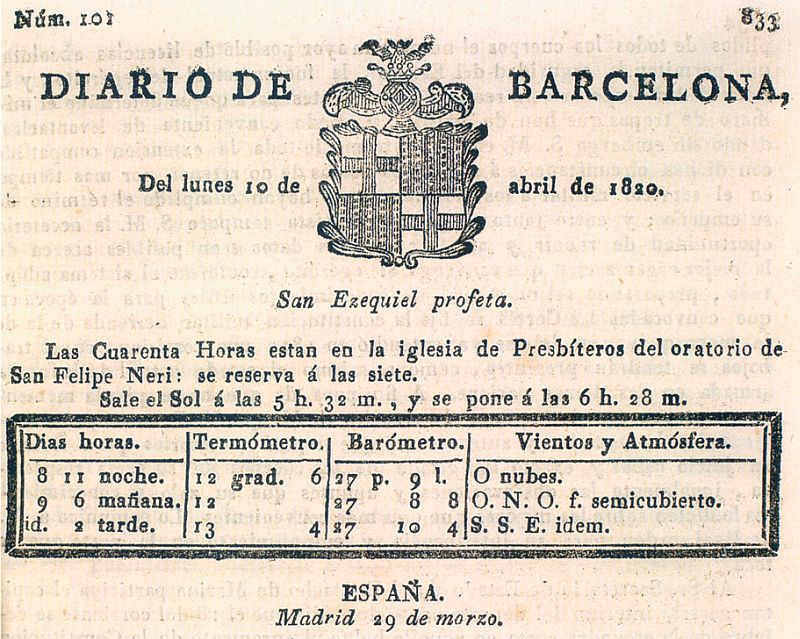 Núm. 101 833
DIARIO DE BARCELONA,
Del lunes 10 de abril de 1820.
San Ezequiel profeta.
Las Cuarenta Horas estan en la iglesia de Presbíteros del oratorio de
San Felipe Neri: se reserva á las siete.
Sale el Sol á las 5 h. 32 m., y se pone á las 6 h. 28 m.
Dias horas. Termómetro. Barómetro. Vientos y Atmósfera.
8 11 noche. 12 grad. 6 27 p. 9 l. O nubes.
9 6 mañana. 12 27 8 8 O. N. O. f. semicubierto.
id. 2 tarde. 13 4 27 10 4 S. S. E. idem.
ESPAÑA.
Madrid 29 de marzo.